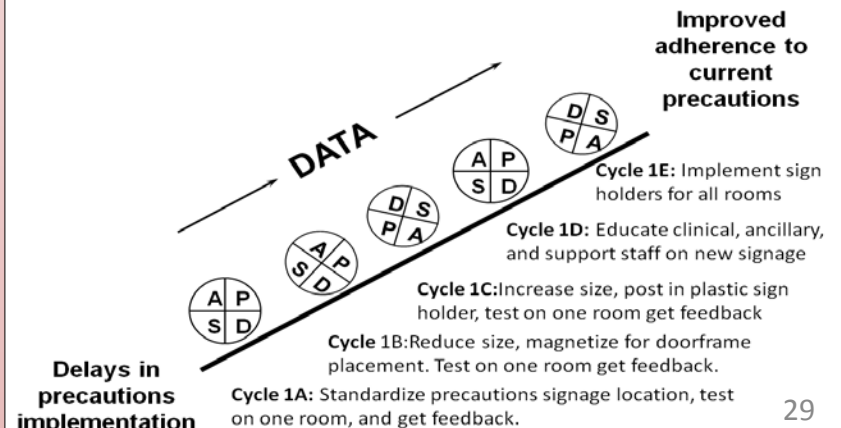 Improved
adherence to
current
precautions
DATA
D S
P A
A P
S D
D S
P A
A P
S D
A P
S D
Cycle 1E: Implement sign
holders for all rooms
Cycle 1D: Educate clinical, ancillary,
and support staff on new signage
Cycle 1C:Increase size, post in plastic sign
holder, test on one room get feedback
Cycle 1B:Reduce size, magnetize for doorframe
placement. Test on one room get feedback.
Cycle 1A: Standardize precautions signage location, test
on one room, and get feedback.
Delays in
precautions
implementation
29